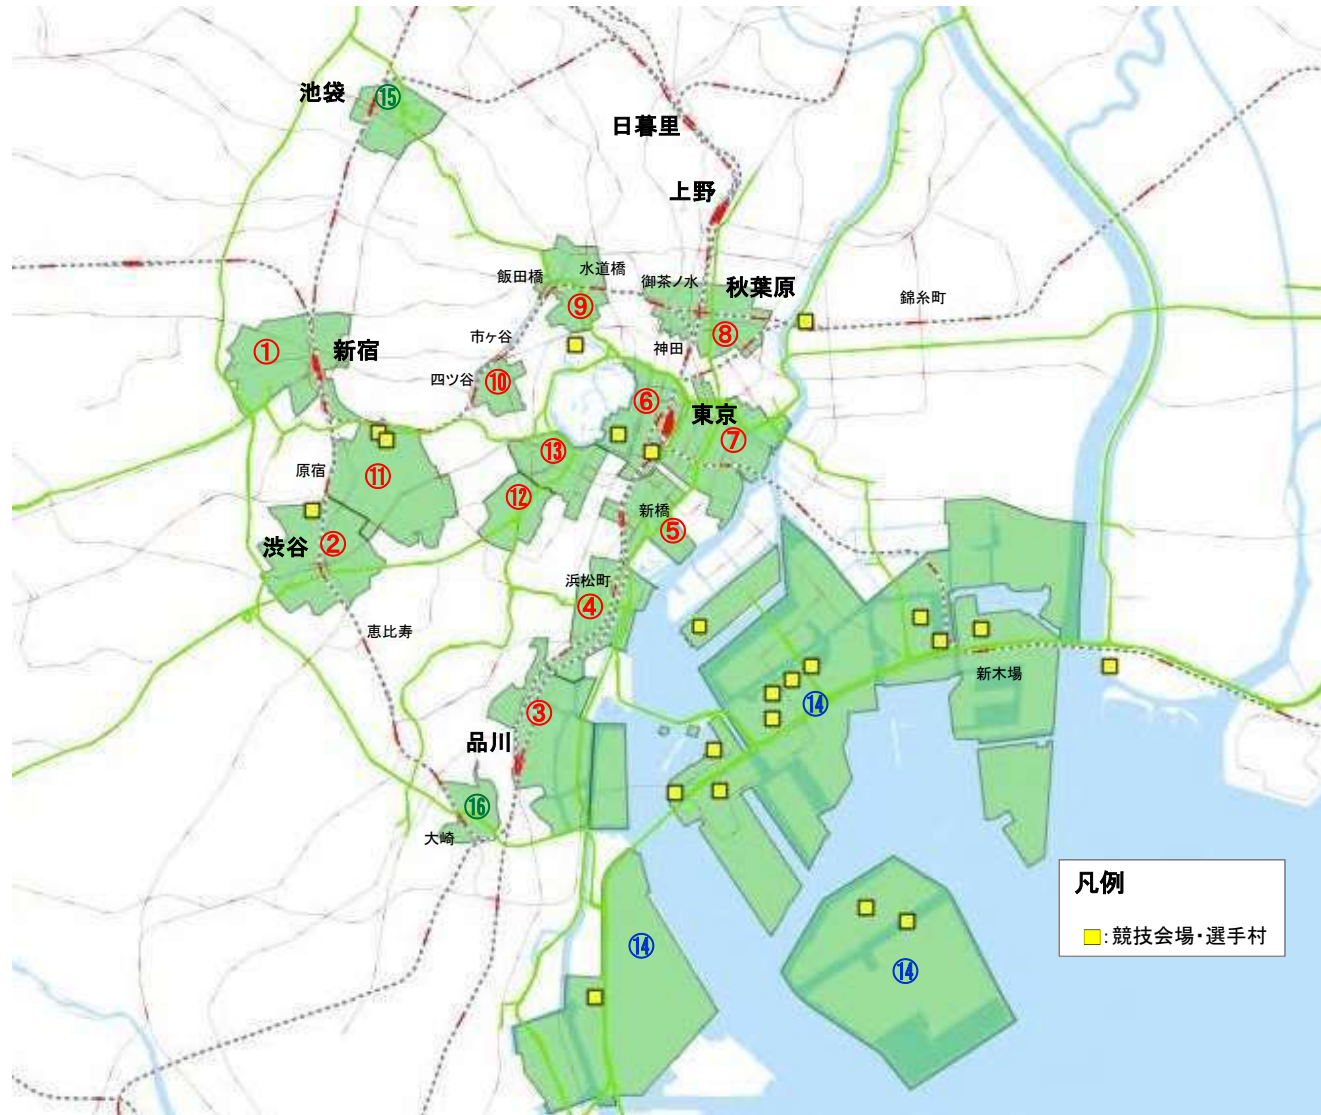 池袋
⑮
日暮里
上野
飯田橋
水道橋
御茶ノ水
秋葉原
錦糸町
⑨
⑧
市ヶ谷
神田
①
新宿
四ツ谷
⑩
⑥
東京
⑦
⑬
原宿
⑪
⑫
新橋
⑤
渋谷
②
浜松町
④
恵比寿
新木場
⑭
③
品川
⑯
大崎
⑭
⑭
凡例
:競技会場・選手村